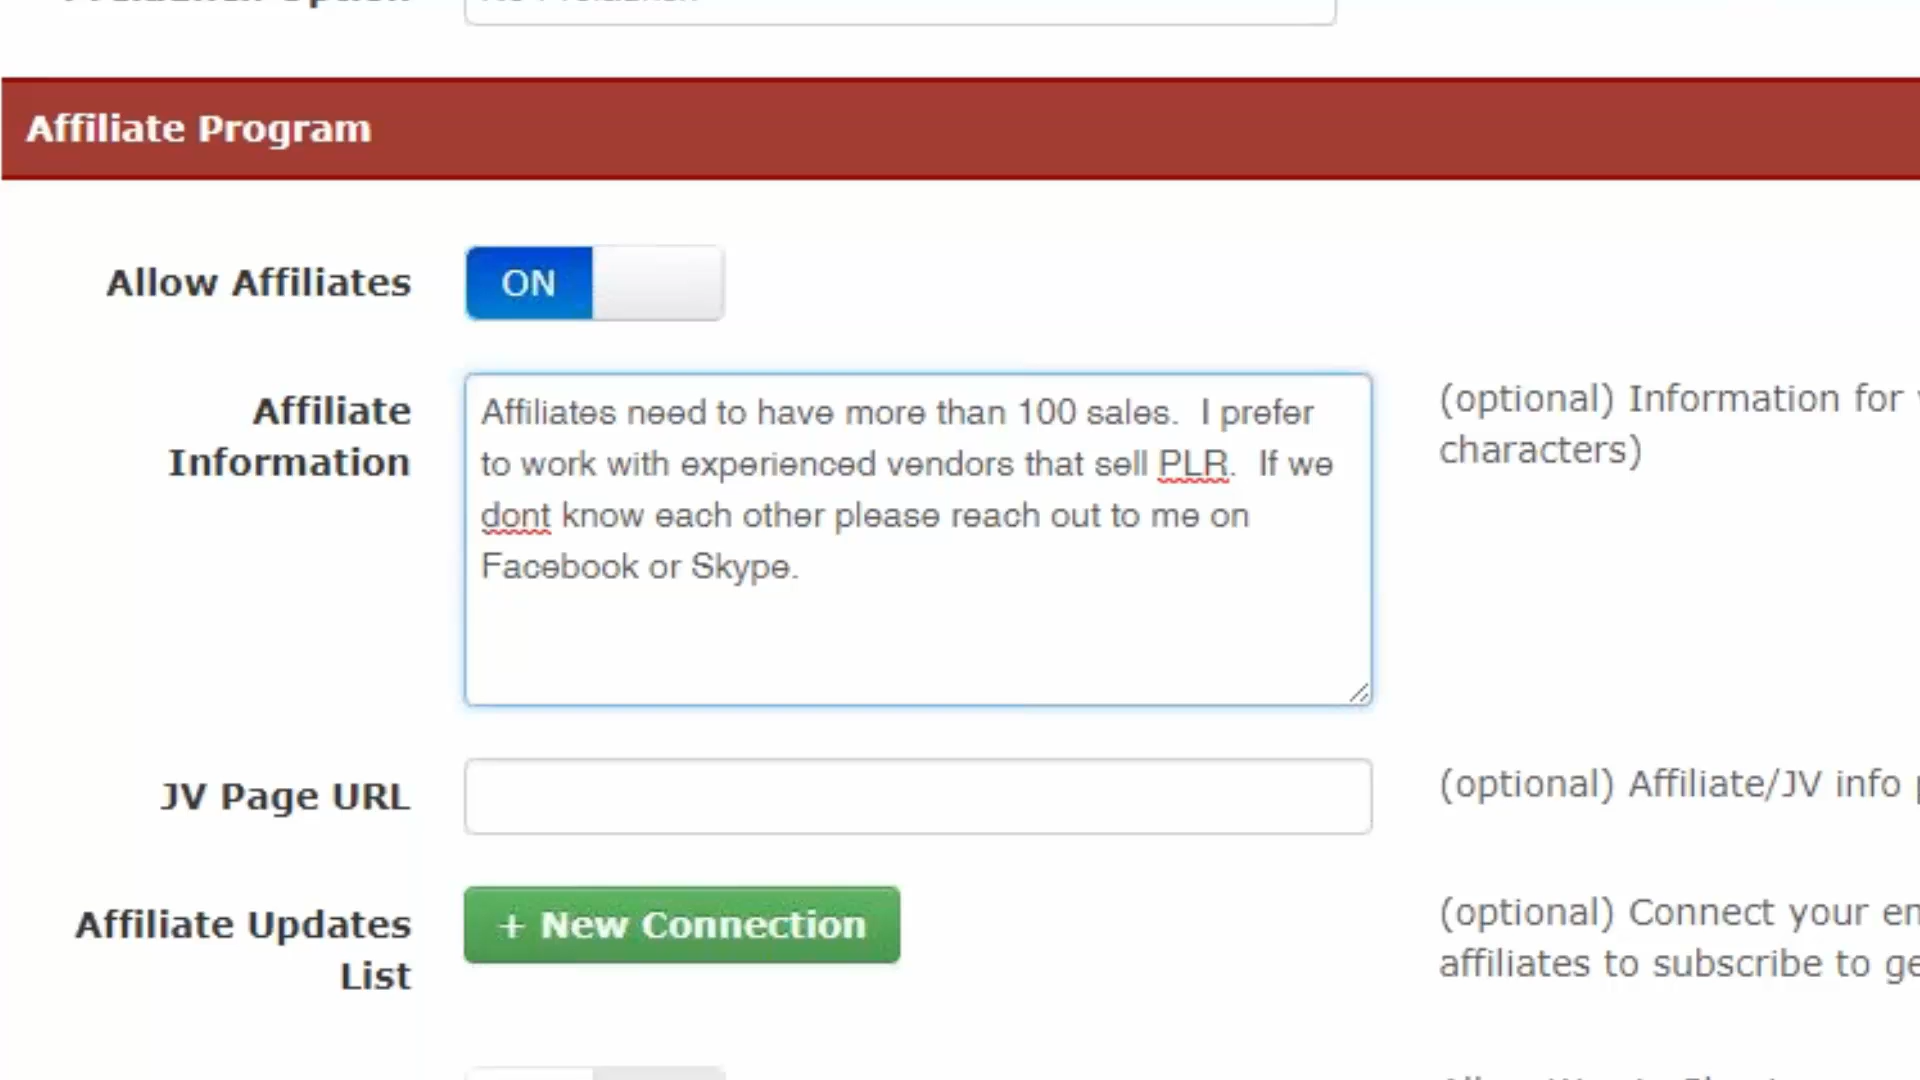 Affiliate Program
Allow Affiliates
ON
Affiliate
Information
Affiliates need to have more than 100 sales.  I prefer
to work with experienced vendors that sell PLR.  If we
dont know each other please reach out to me on
Facebook or Skype.
(optional) Information for
characters)
JV Page URL
(optional) Affiliate/JV info
Affiliate Updates
List
+ New Connection
(optional) Connect your
affiliates to subscribe to